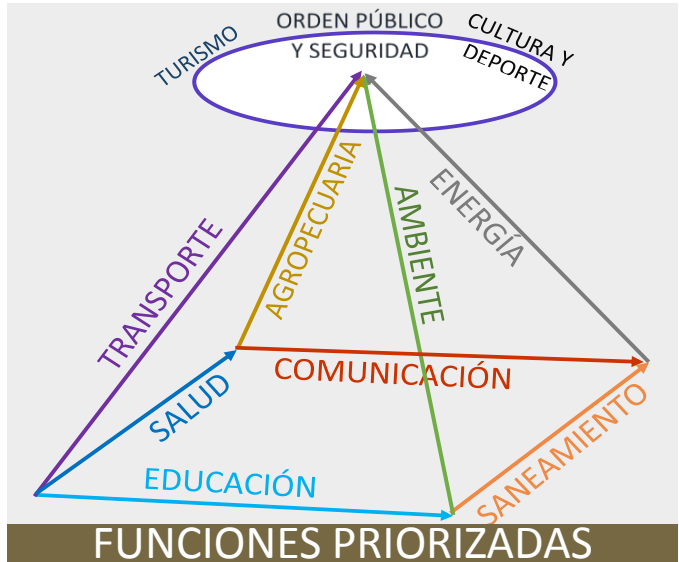 ORDEN PÚBLICO
Y SEGURIDAD
TURISMO
CULTURA Y
DEPORTE
TRANSPORTE
AGROPECUARIA
AMBIENTE
ENERGÍA
SALUD
COMUNICACIÓN
EDUCACIÓN
SANEAMIENTO
FUNCIONES PRIORIZADAS